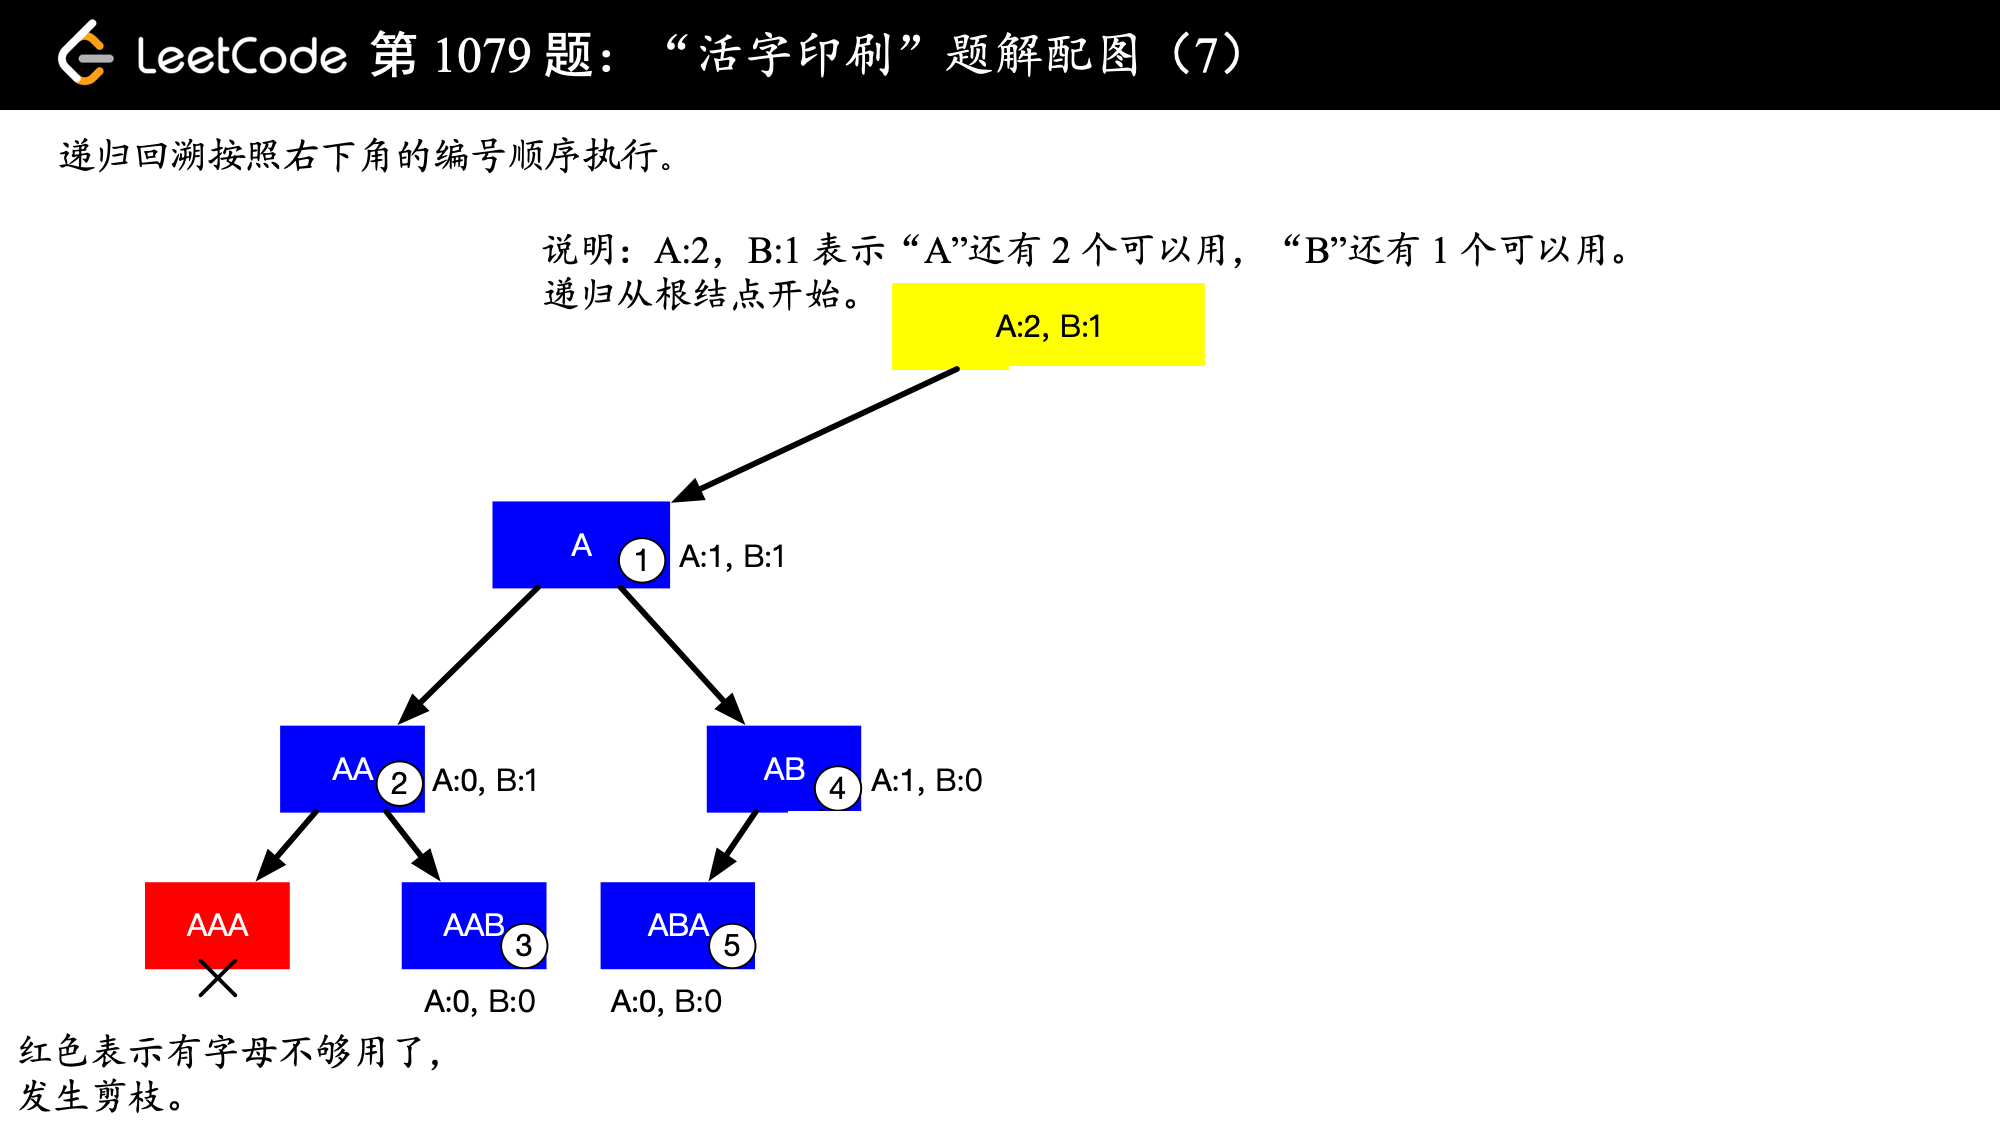 LeetCode 第 1079 题：“活字印刷”题解配图（7）
递归回溯按照右下角的编号顺序执行。
说明：A:2，B:1 表示“A”还有 2 个可以用，“B”还有 1 个可以用。
递归从根结点开始。
A:2, B:1
A
1
A:1, B:1
AA
2
A:0, B:1
AB
4
A:1, B:0
AAA
AAB
3
ABA
5
A:0, B:0
A:0, B:0
红色表示有字母不够用了，
发生剪枝。